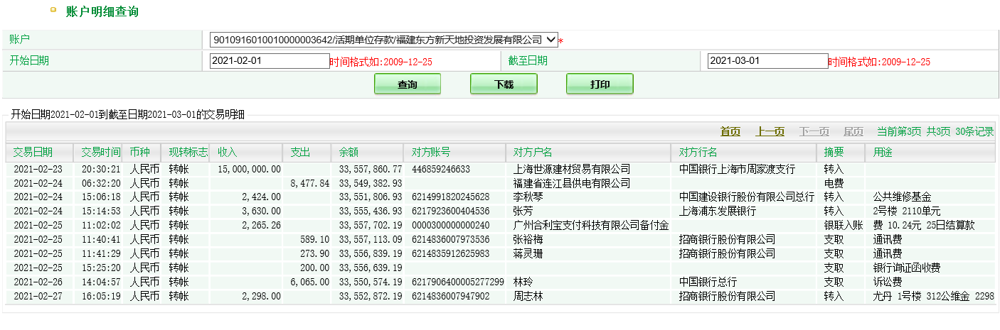 账户明细查询
账户 9010916010010000003642/活期单位存款/福建东方新天地投资发展有限公司 *
开始日期 2021-02-01 时间格式如:2009-12-25 截至日期 2021-03-01 时间格式如:2009-12-25
查询 下载 打印
开始日期2021-02-01到截至日期2021-03-01的交易明细
首页 上一页 下一页 尾页 当前第3页 共3页 30条记录
交易日期 交易时间 币种 现转标志 收入 支出 余额 对方账号 对方户名 对方行名 摘要 用途
2021-02-23 20:30:21 人民币 转帐 15,000,000.00 33,557,860.77 446859246633 上海世源建材贸易有限公司 中国银行上海市周家渡支行 转入
2021-02-24 06:32:20 人民币 转帐 8,477.84 33,549,382.93 福建省连江县供电有限公司 电费
2021-02-24 15:06:18 人民币 转帐 2,424.00 33,551,806.93 6214991820245628 李秋琴 中国建设银行股份有限公司总行 转入 公共维修基金
2021-02-24 15:14:53 人民币 转帐 3,630.00 33,555,436.93 6217923600404536 张芳 上海浦东发展银行 转入 2号楼 2110单元
2021-02-25 11:02:02 人民币 转帐 2,265.26 33,557,702.19 0000300000000240 广州合利宝支付科技有限公司备付金 银联入账 费 10.24元 25日结算款
2021-02-25 11:40:41 人民币 转帐 589.10 33,557,113.09 6214836007973536 张裕梅 招商银行股份有限公司 支取 通讯费
2021-02-25 11:41:29 人民币 转帐 273.90 33,556,839.19 6214835912625983 蒋灵珊 招商银行股份有限公司 支取 通讯费
2021-02-25 15:25:20 人民币 转帐 200.00 33,556,639.19 支取 银行询证函收费
2021-02-26 14:04:57 人民币 转帐 6,065.00 33,550,574.19 6217906400005277299 林玲 中国银行总行 支取 诉讼费
2021-02-27 16:05:19 人民币 转帐 2,298.00 33,552,872.19 6214836007947902 周志林 招商银行股份有限公司 转入 尤丹 1号楼 312公维金 2298